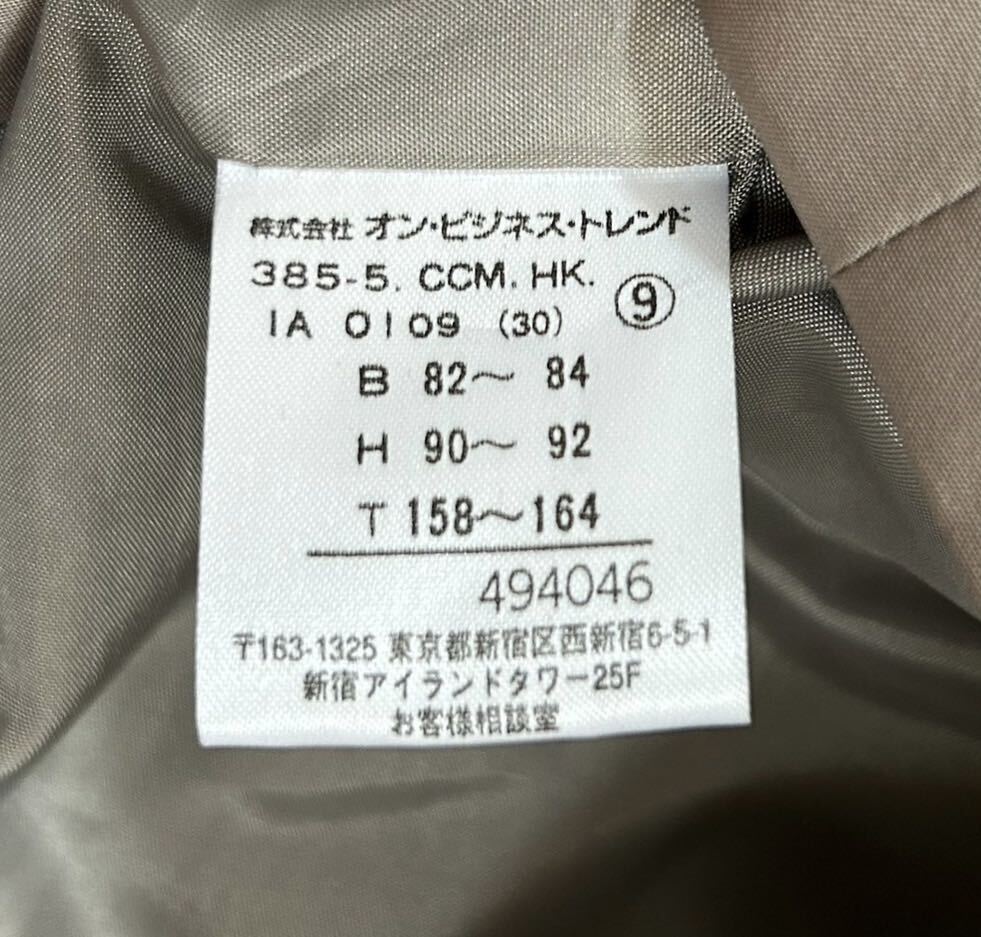 株式会社 オン・ビジネス・トレンド
385-5. CCM. HK.
IA 0109 (30) ⑨
B 82〜 84
H 90〜 92
T 158〜164
494046
〒163-1325 東京都新宿区西新宿6-5-1
新宿アイランドタワー25F
お客様相談室